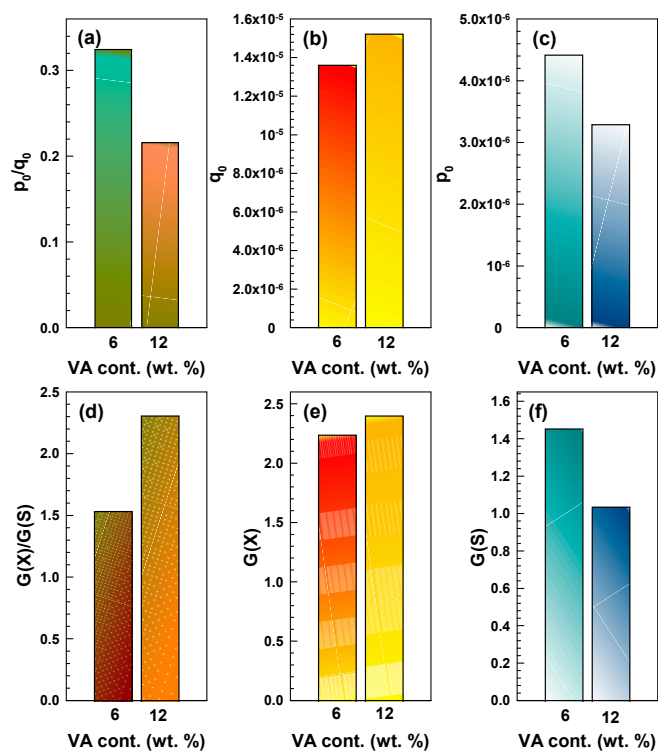 (a)
0.3
0.2
0.1
0.0
p₀/q₀
6 12
VA cont. (wt. %)
(b)
1.6x10⁻⁵
1.4x10⁻⁵
1.2x10⁻⁵
1.0x10⁻⁵
8.0x10⁻⁶
6.0x10⁻⁶
4.0x10⁻⁶
2.0x10⁻⁶
0.0
q₀
6 12
VA cont. (wt. %)
(c)
5.0x10⁻⁶
4.0x10⁻⁶
3.0x10⁻⁶
2.0x10⁻⁶
10⁻⁶
0
p₀
6 12
VA cont. (wt. %)
(d)
2.5
2.0
1.5
1.0
0.5
0.0
G(X)/G(S)
6 12
VA cont. (wt. %)
(e)
2.5
2.0
1.5
1.0
0.5
0.0
G(X)
6 12
VA cont. (wt. %)
(f)
1.6
1.4
1.2
1.0
0.8
0.6
0.4
0.2
0.0
G(S)
6 12
VA cont. (wt. %)